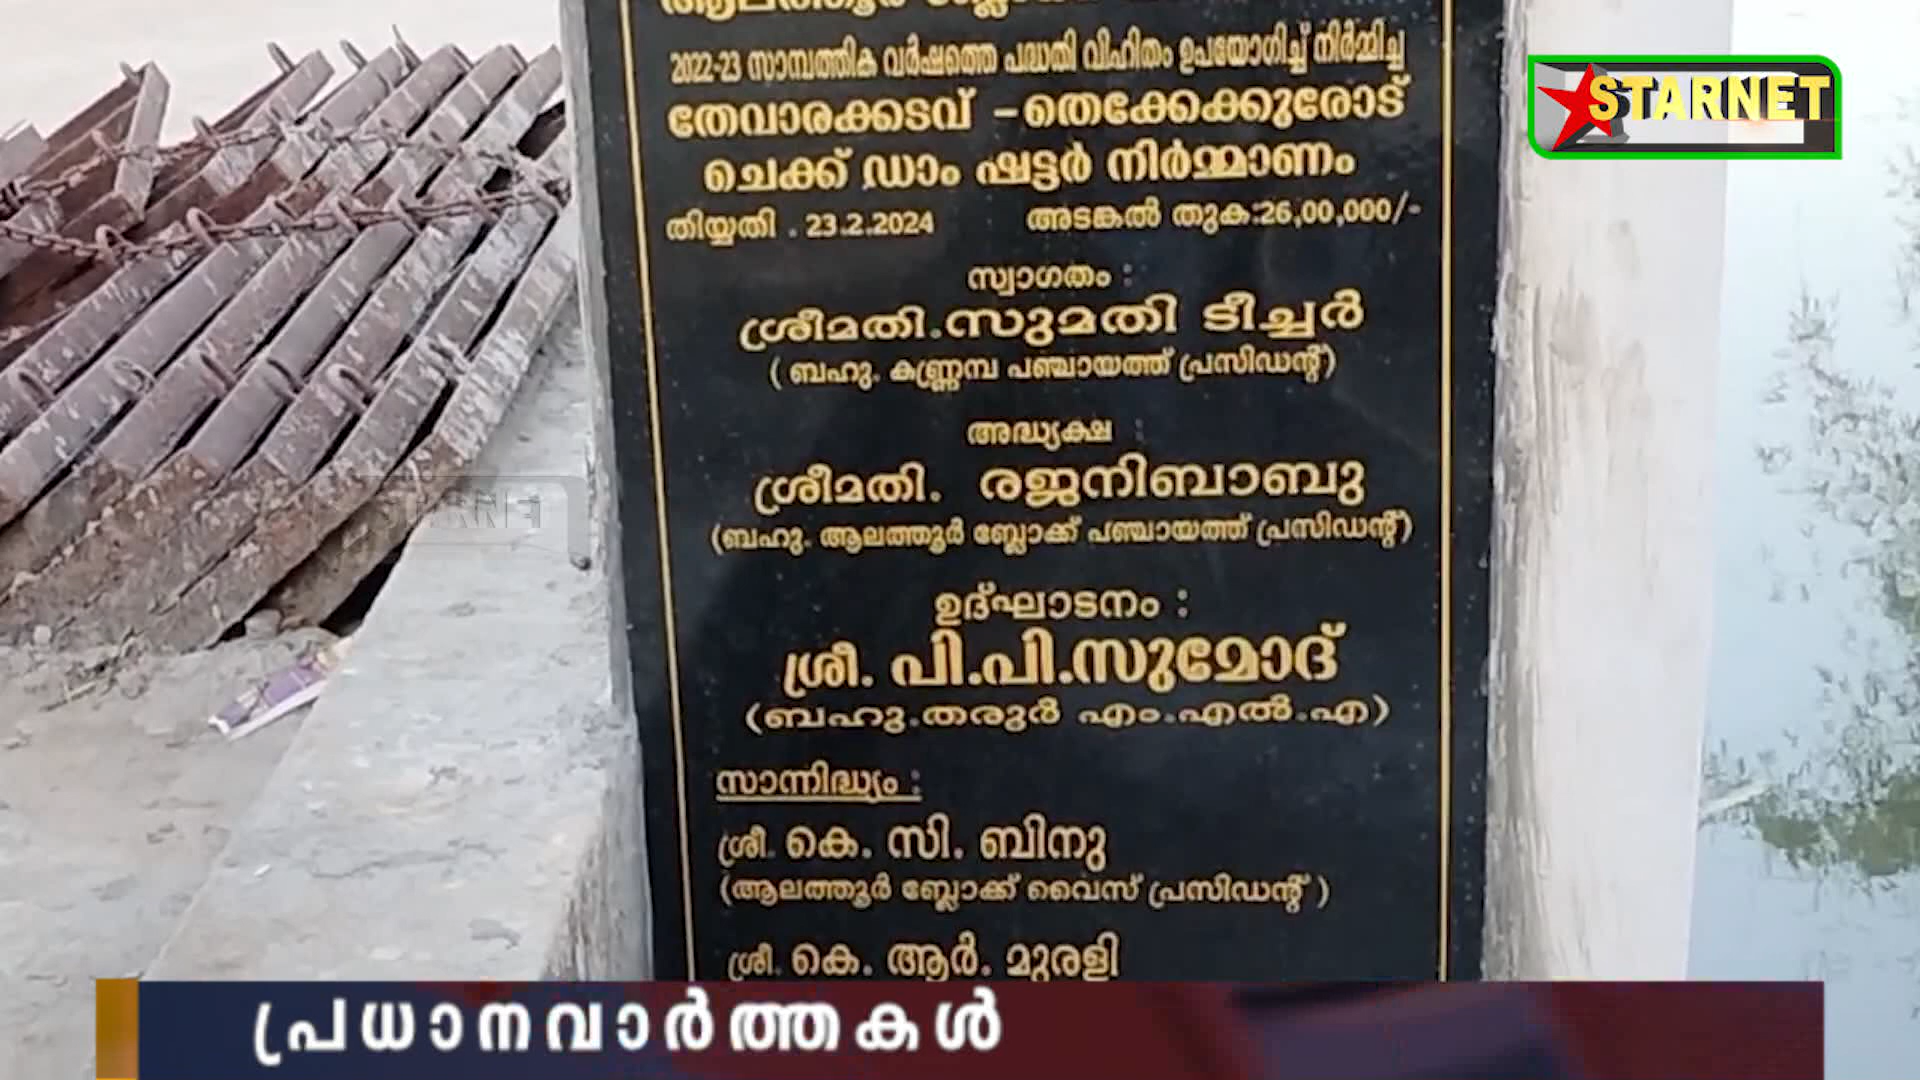 ആലത്തൂർ
2022-23 സാമ്പത്തിക വർഷത്തെ പദ്ധതി വിഹിതം ഉപയോഗിച്ച് നിർമ്മിച്ച
തേവാരക്കടവ് - തെക്കേക്കുരോട്
ചെക്ക് ഡാം ഷട്ടർ നിർമ്മാണം
തിയ്യതി . 23.2.2024 അടങ്കൽ തുക:26,00,000/-
സ്വാഗതം :
ശ്രീമതി.സുമതി ടീച്ചർ
( ബഹു. കണ്ണമ്പ്ര പഞ്ചായത്ത് പ്രസിഡന്റ്)
അദ്ധ്യക്ഷ :
ശ്രീമതി. രജനിബാബു
(ബഹു. ആലത്തൂർ ബ്ലോക്ക് പഞ്ചായത്ത് പ്രസിഡന്റ്)
ഉദ്ഘാടനം :
ശ്രീ. പി.പി.സുമോദ്
(ബഹു.തരൂർ എം.എൽ.എ)
സാന്നിദ്ധ്യം :
ശ്രീ. കെ. സി. ബിനു
(ആലത്തൂർ ബ്ലോക്ക് വൈസ് പ്രസിഡന്റ് )
ശ്രീ. കെ. ആർ. മുരളി
STARNET
STARNET
പ്രധാനവാർത്തകൾ